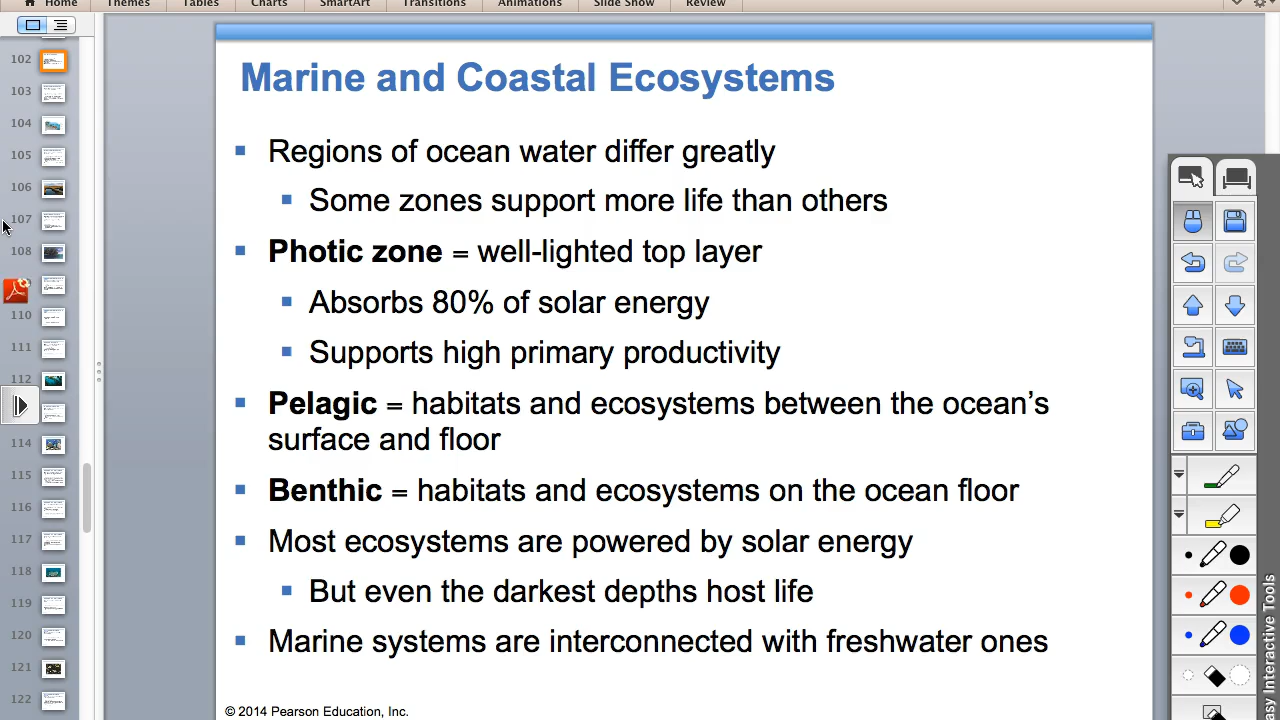 Home Themes Tables Charts SmartArt Transitions Animations Slide Show Review
102
103
104
105
106
107
108
110
111
112
114
115
116
117
118
119
120
121
122
Marine and Coastal Ecosystems
▪ Regions of ocean water differ greatly
▪ Some zones support more life than others
▪ Photic zone = well-lighted top layer
▪ Absorbs 80% of solar energy
▪ Supports high primary productivity
▪ Pelagic = habitats and ecosystems between the ocean's
surface and floor
▪ Benthic = habitats and ecosystems on the ocean floor
▪ Most ecosystems are powered by solar energy
▪ But even the darkest depths host life
▪ Marine systems are interconnected with freshwater ones
© 2014 Pearson Education, Inc.
Interactive Tools